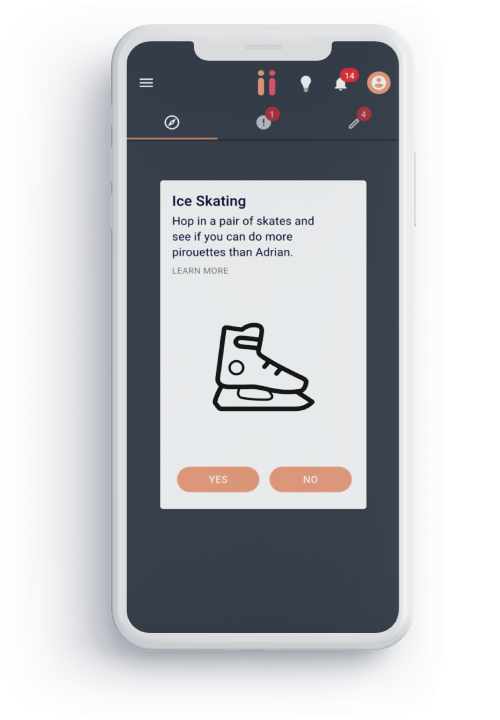 14
1
4
Ice Skating
Hop in a pair of skates and
see if you can do more
pirouettes than Adrian.
LEARN MORE
YES
NO